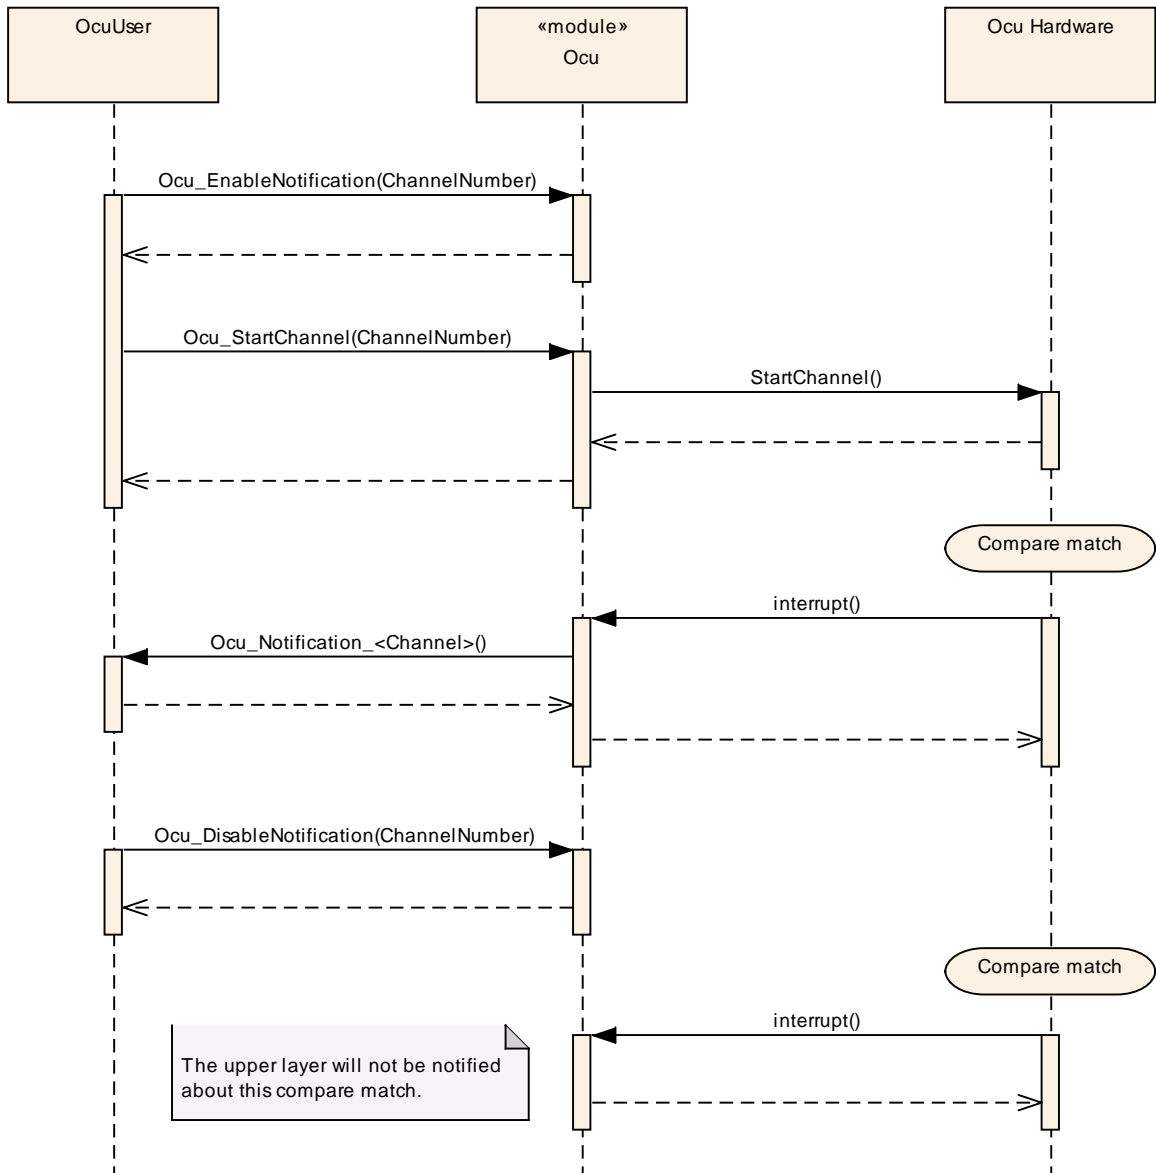 OcuUser
«module»
Ocu
Ocu Hardware
Ocu_EnableNotification(ChannelNumber)
Ocu_StartChannel(ChannelNumber)
StartChannel()
Compare match
interrupt()
Ocu_Notification_<Channel>()
Ocu_DisableNotification(ChannelNumber)
Compare match
interrupt()
The upper layer will not be notified
about this compare match.